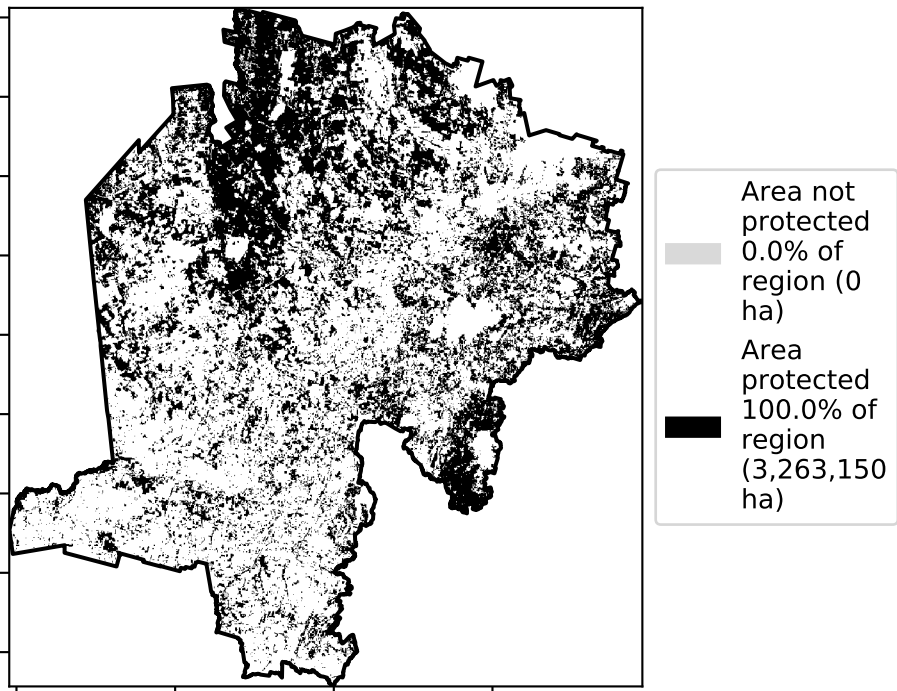 Area not
protected
0.0% of
region (0
ha)
Area
protected
100.0% of
region
(3,263,150
ha)